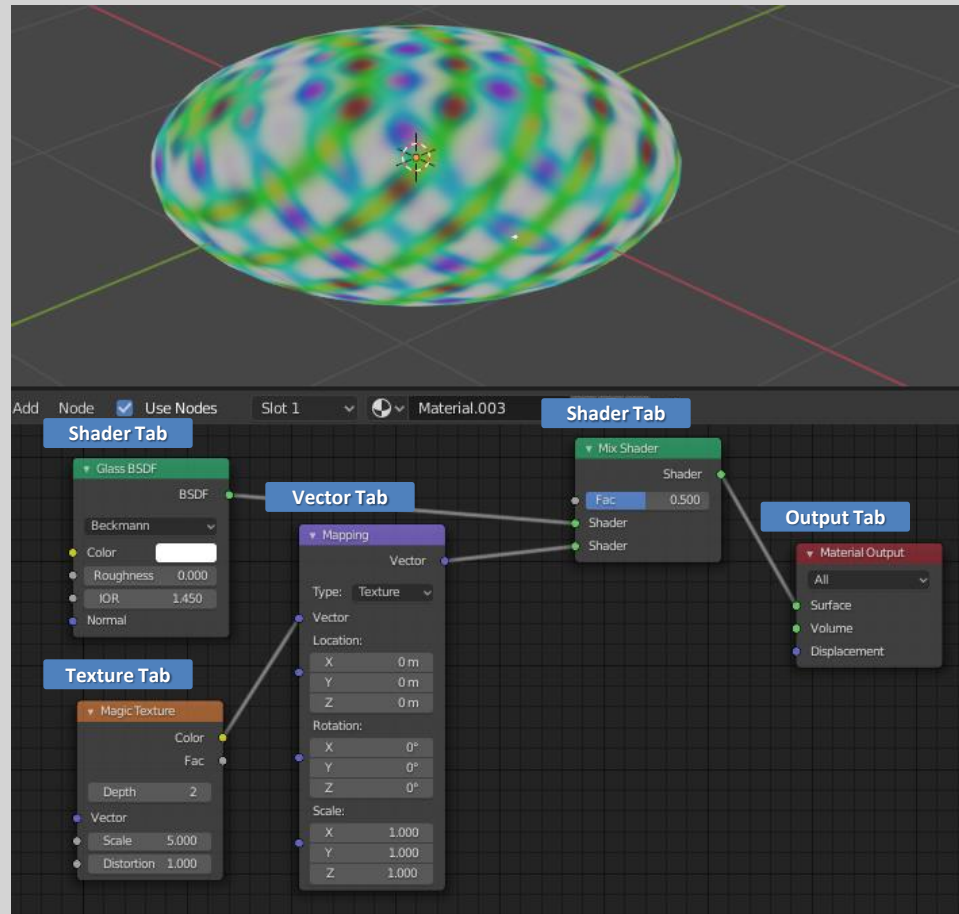 Add Node Use Nodes Slot 1 Material.003
Shader Tab
Shader Tab
Glass BSDF
BSDF
Beckmann
Color
Roughness 0.000
IOR 1.450
Normal
Texture Tab
Magic Texture
Color
Fac
Depth 2
Vector
Scale 5.000
Distortion 1.000
Vector Tab
Mapping
Vector
Type: Texture
Vector
Location:
X 0 m
Y 0 m
Z 0 m
Rotation:
X 0°
Y 0°
Z 0°
Scale:
X 1.000
Y 1.000
Z 1.000
Mix Shader
Shader
Fac 0.500
Shader
Shader
Output Tab
Material Output
All
Surface
Volume
Displacement